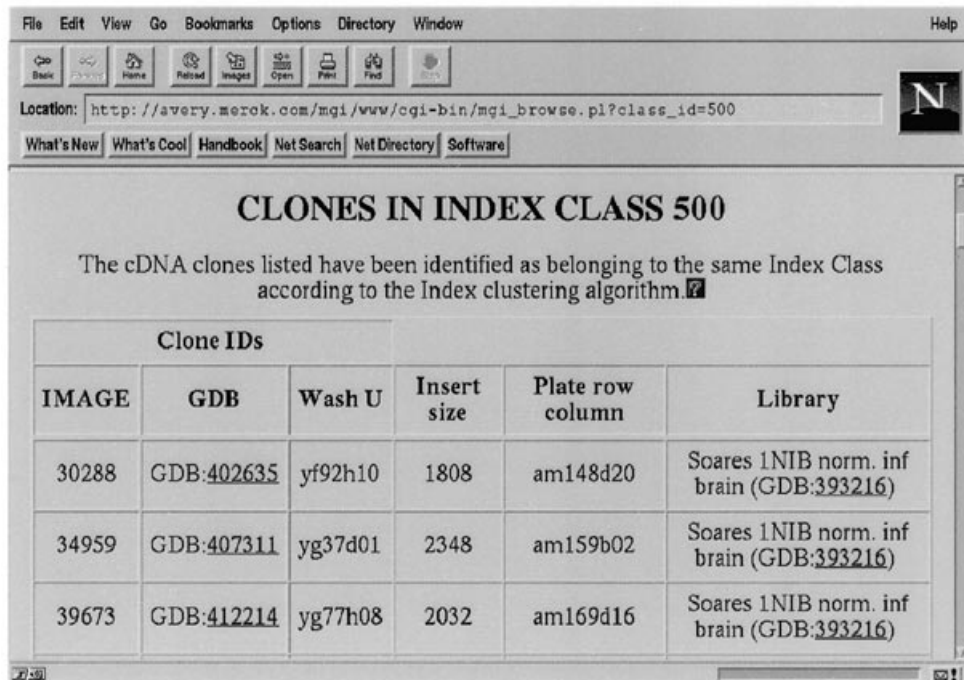 File Edit View Go Bookmarks Options Directory Window Help
Back Forward Home Reload Images Open Print Find Stop
Location: http://avery.merck.com/mgi/www/cgi-bin/mgi_browse.pl?class_id=500
N
What's New What's Cool Handbook Net Search Net Directory Software
CLONES IN INDEX CLASS 500
The cDNA clones listed have been identified as belonging to the same Index Class
according to the Index clustering algorithm.?
Clone IDs
IMAGE GDB Wash U Insert size Plate row column Library
30288 GDB:402635 yf92h10 1808 am148d20 Soares 1NIB norm. inf
brain (GDB:393216)
34959 GDB:407311 yg37d01 2348 am159b02 Soares 1NIB norm. inf
brain (GDB:393216)
39673 GDB:412214 yg77h08 2032 am169d16 Soares 1NIB norm. inf
brain (GDB:393216)